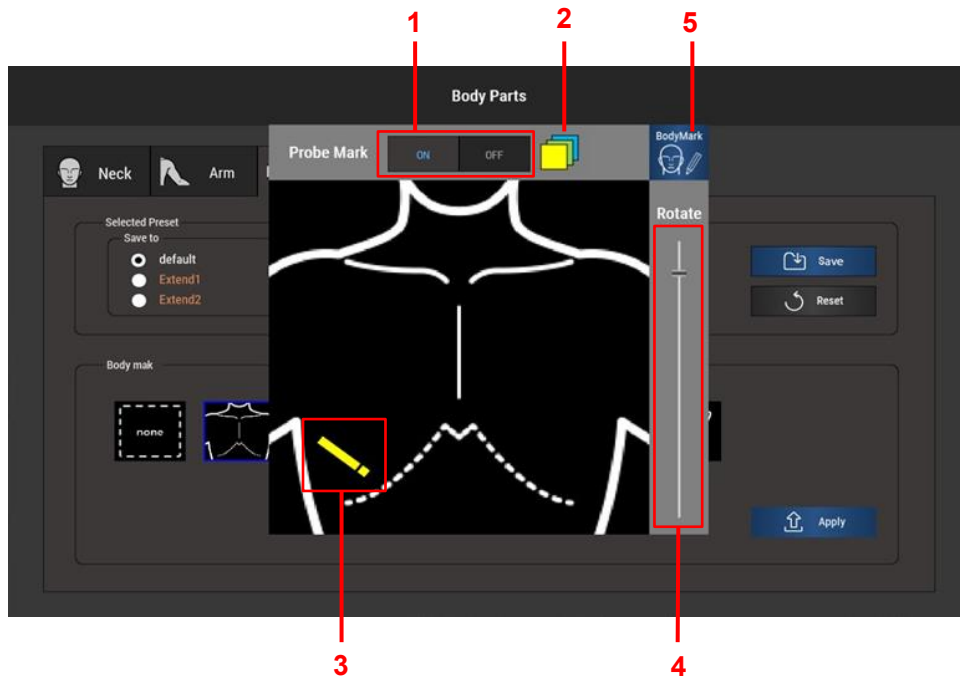 1
2
5
Body Parts
Probe Mark
ON
OFF
BodyMark
Neck
Arm
Rotate
Selected Preset
Save to
default
Extend1
Extend2
Save
Reset
Body mak
none
Apply
3
4